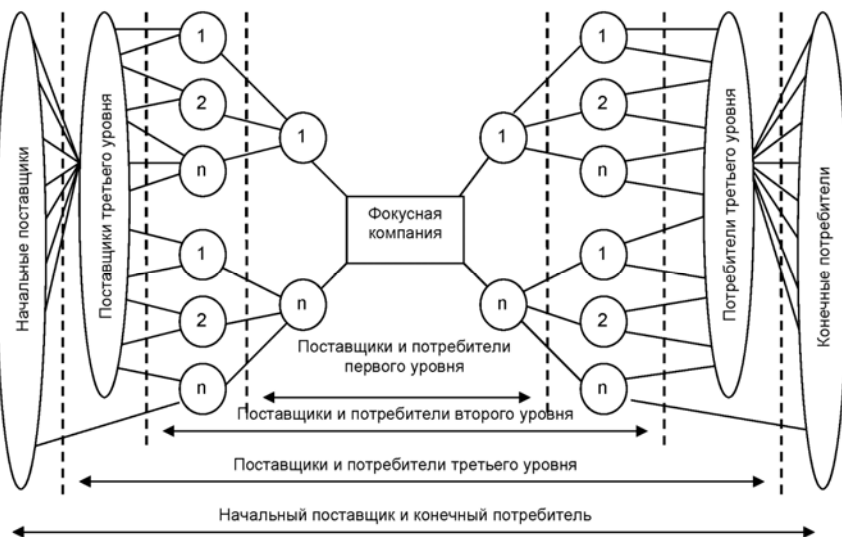 Начальные поставщики
Поставщики третьего уровня
1
2
n
1
2
n
1
n
Фокусная
компания
1
n
1
2
n
1
2
n
Потребители третьего уровня
Конечные потребители
Поставщики и потребители
первого уровня
Поставщики и потребители второго уровня
Поставщики и потребители третьего уровня
Начальный поставщик и конечный потребитель